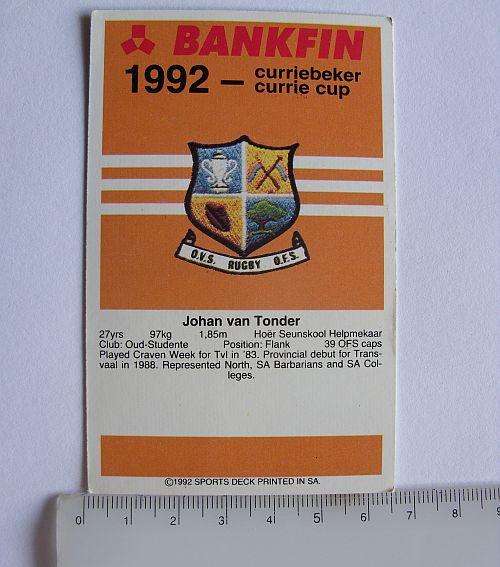 BANKFIN
1992 – curriebeker
currie cup
O.V.S. RUGBY O.F.S.
Johan van Tonder
27yrs 97kg 1,85m Hoër Seunskool Helpmekaar
Club: Oud-Studente Position: Flank 39 OFS caps
Played Craven Week for Tvl in '83. Provincial debut for Trans-
vaal in 1988. Represented North, SA Barbarians and SA Col-
leges.
©1992 SPORTS DECK PRINTED IN SA.
0 1 2 3 4 5 6 7 8 9